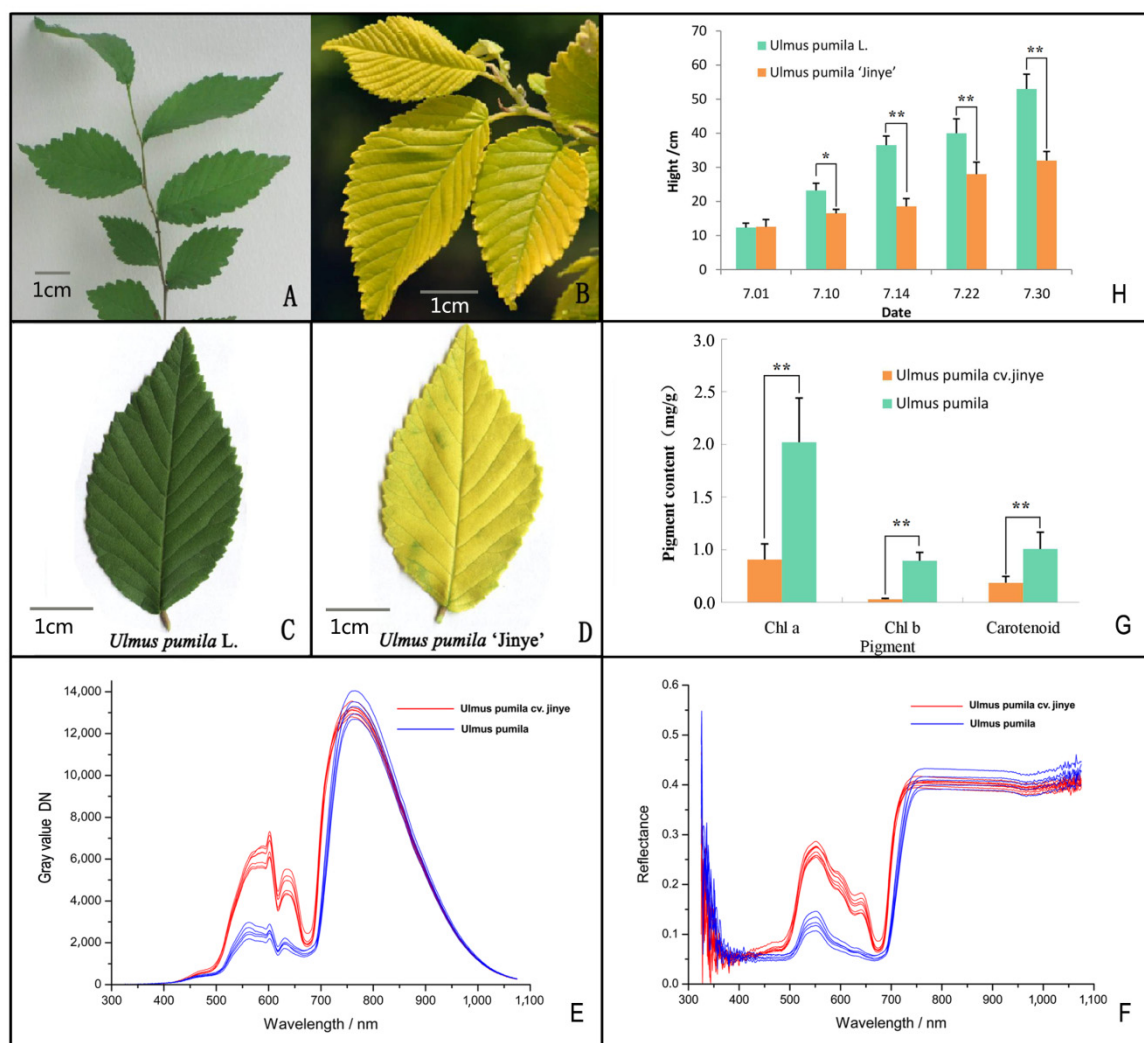 1cm
A
1cm
B
70
60
50
40
30
20
10
0
Hight /cm
Ulmus pumila L.
Ulmus pumila 'Jinye'
*
**
**
**
7.01 7.10 7.14 7.22 7.30
Date
H
1cm
C
Ulmus pumila L.
1cm
D
Ulmus pumila ‘Jinye’
3.0
2.5
2.0
1.5
1.0
0.0
Pigment content（mg/g）
Ulmus pumila cv.jinye
Ulmus pumila
**
**
**
Chl a Chl b Carotenoid
Pigment
G
14,000
12,000
10,000
8,000
6,000
4,000
2,000
0
Gray value DN
Ulmus pumila cv. jinye
Ulmus pumila
300 400 500 600 700 800 900 1,000 1,100
Wavelength / nm
E
0.6
0.5
0.4
0.3
0.2
0.1
0.0
Reflectance
Ulmus pumila cv. jinye
Ulmus pumila
300 400 500 600 700 800 900 1,000 1,100
Wavelength / nm
F